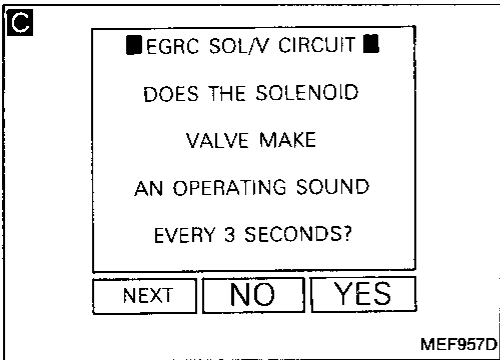 C
EGRC SOL/V CIRCUIT
DOES THE SOLENOID
VALVE MAKE
AN OPERATING SOUND
EVERY 3 SECONDS?
NEXT NO YES
MEF957D